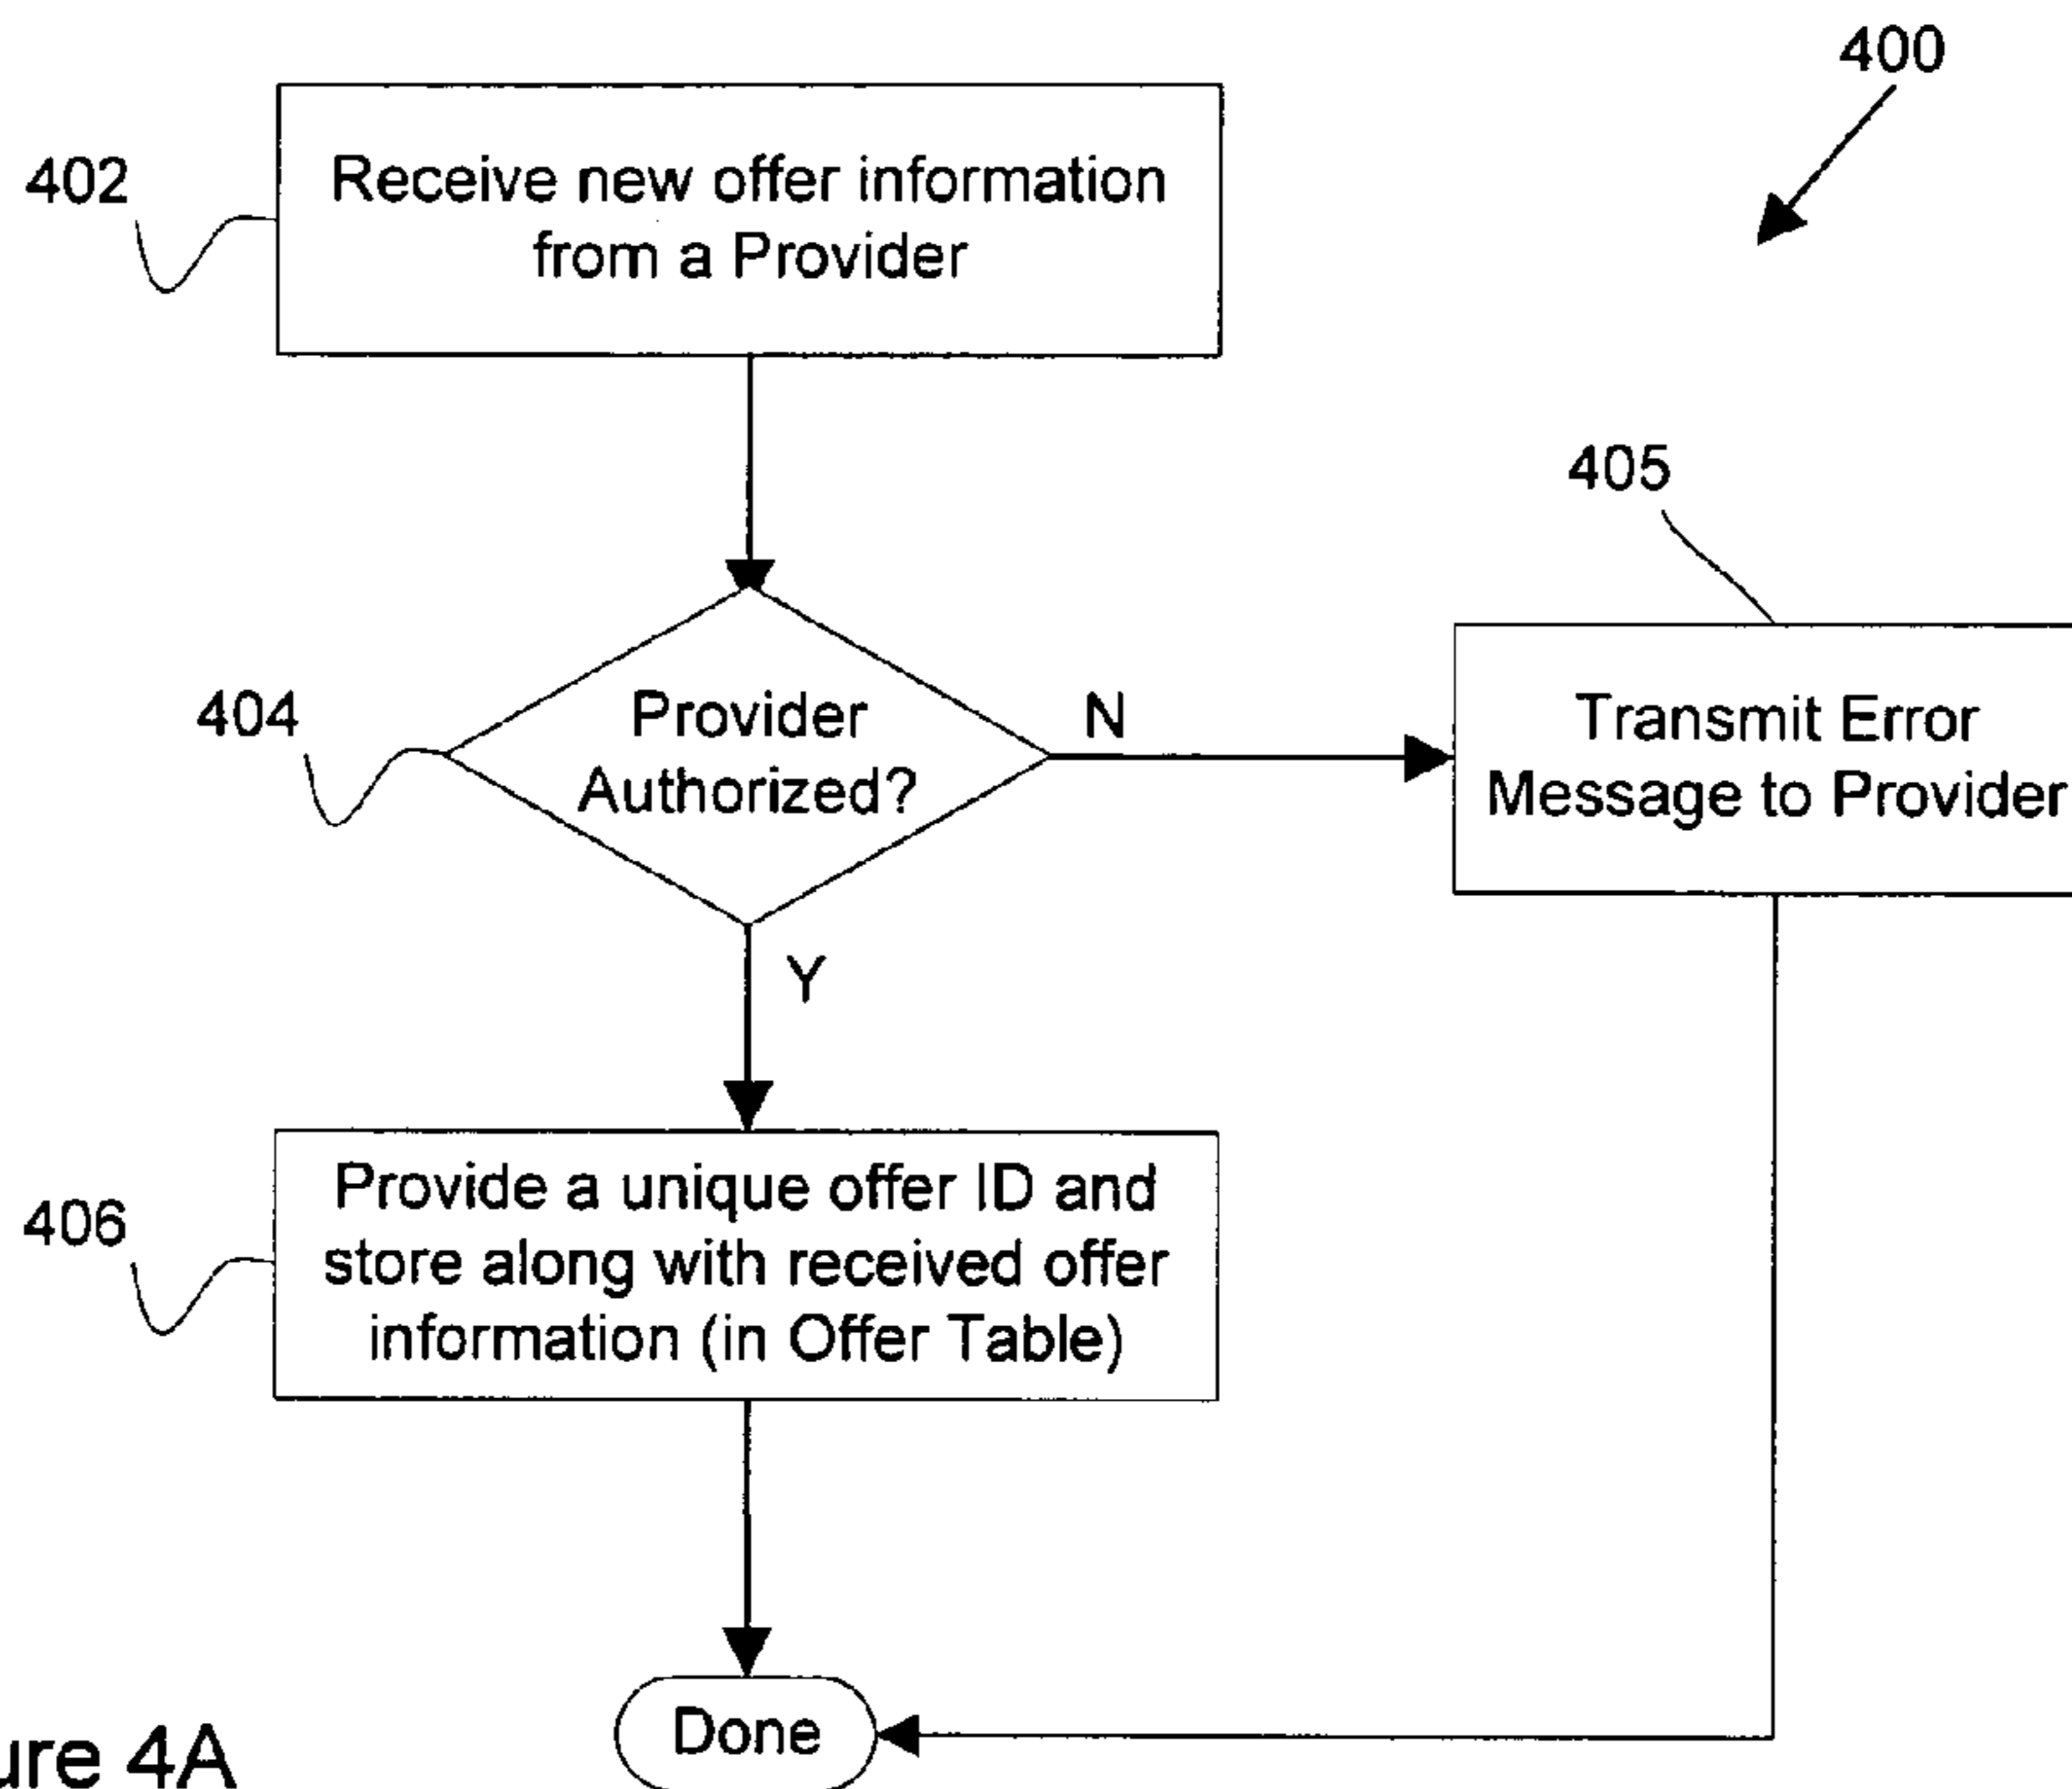 400
402
Receive new offer information
from a Provider
405
404
Provider
Authorized?
N
Transmit Error
Message to Provider
Y
406
Provide a unique offer ID and
store along with received offer
information (in Offer Table)
Done
ure 4A